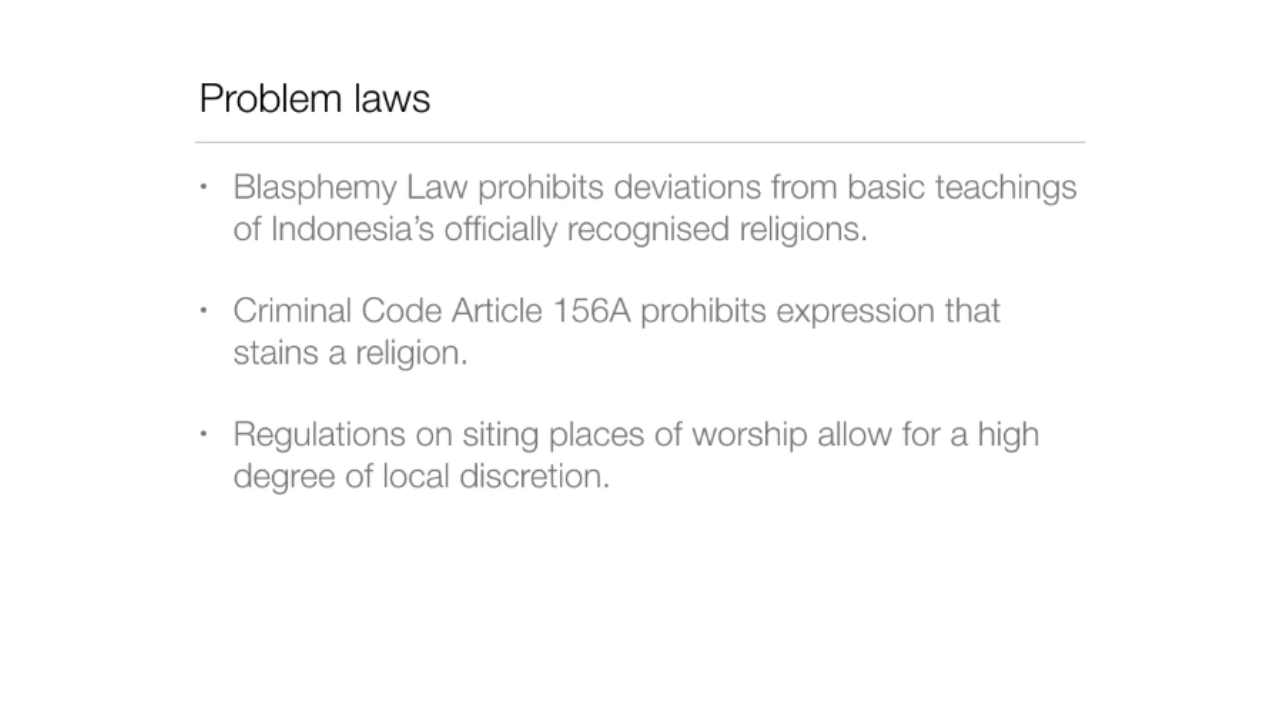 Problem laws
• Blasphemy Law prohibits deviations from basic teachings
of Indonesia’s officially recognised religions.
• Criminal Code Article 156A prohibits expression that
stains a religion.
• Regulations on siting places of worship allow for a high
degree of local discretion.